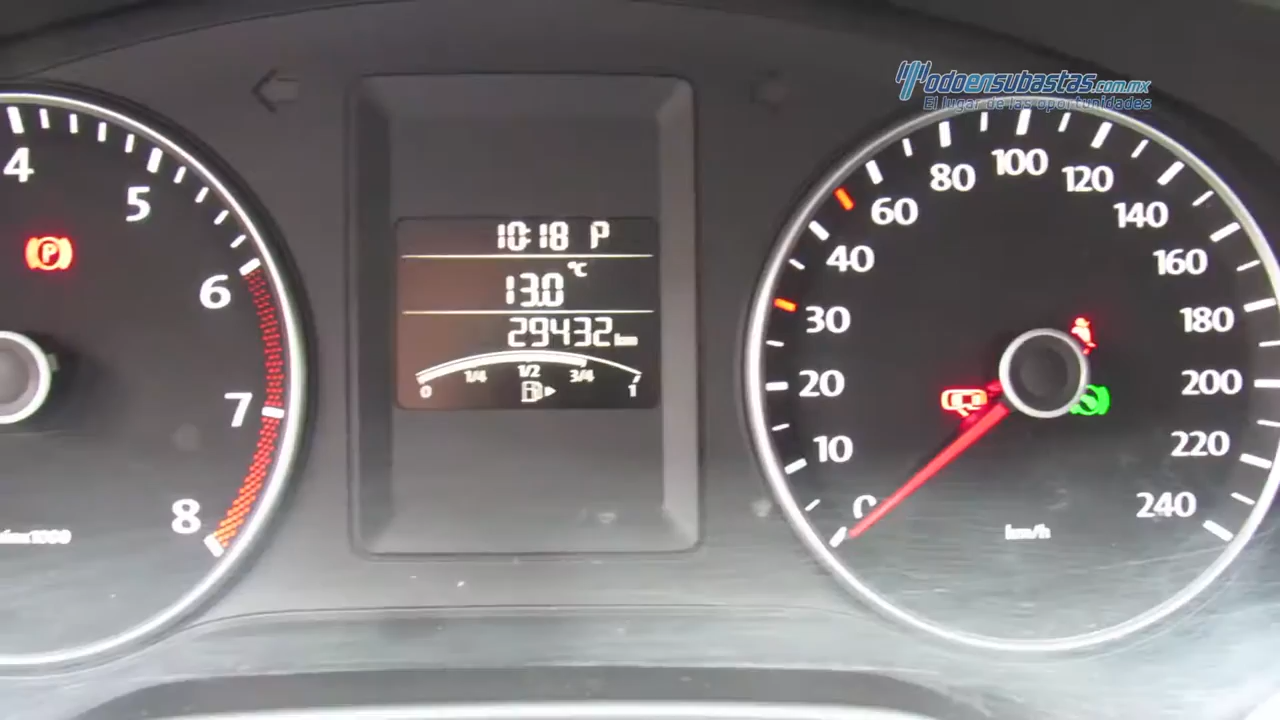 Todoensubastas.com.mx
El lugar de las oportunidades
4
5
6
7
8
P
10:18 P
13.0 °C
29432 km
0 1/4 1/2 3/4 1
0
10
20
30
40
60
80
100
120
140
160
180
200
220
240
km/h